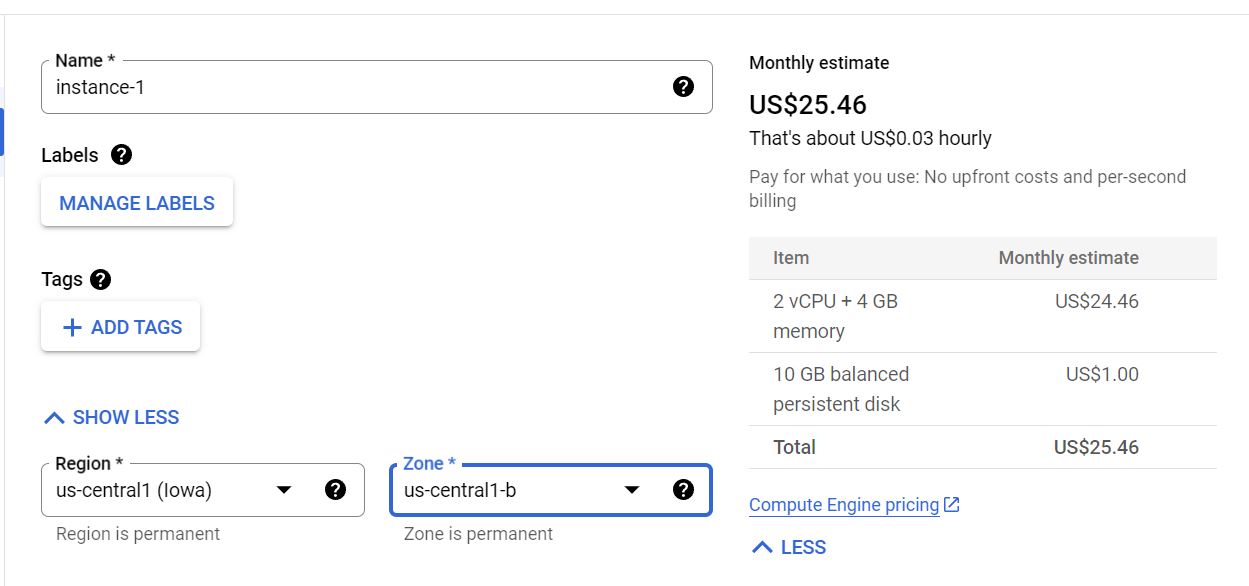 Name *
instance-1
Labels
MANAGE LABELS
Tags
ADD TAGS
SHOW LESS
Region *
us-central1 (Iowa)
Region is permanent
Zone *
us-central1-b
Zone is permanent
Monthly estimate
US$25.46
That's about US$0.03 hourly
Pay for what you use: No upfront costs and per-second
billing
Item Monthly estimate
2 vCPU + 4 GB US$24.46
memory
10 GB balanced US$1.00
persistent disk
Total US$25.46
Compute Engine pricing
LESS